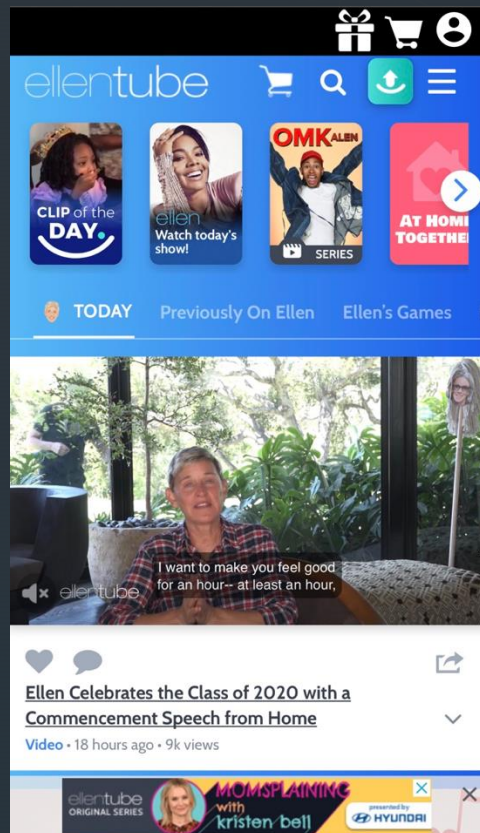 ellentube
CLIP of the
DAY.
ellen
Watch today's
show!
OMKALEN
SERIES
AT HOME
TOGETHE
TODAY
Previously On Ellen
Ellen's Games
I want to make you feel good
for an hour-- at least an hour,
ellentube
Ellen Celebrates the Class of 2020 with a
Commencement Speech from Home
Video • 18 hours ago • 9k views
ellentube
ORIGINAL SERIES
MOMSPLAINING
with
kristen bell
presented by
HYUNDAI